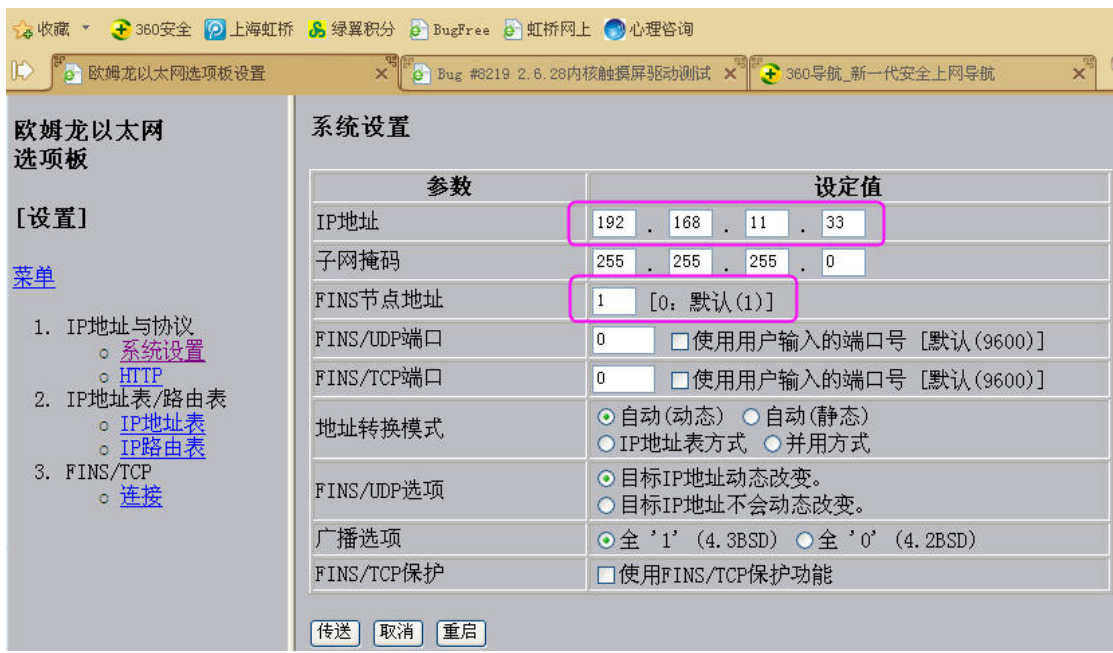 收藏 360安全 上海虹桥 绿翼积分 BugFree 虹桥网上 心理咨询
欧姆龙以太网选项板设置 Bug #8219 2.6.28内核触摸屏驱动测试 360导航_新一代安全上网导航
欧姆龙以太网
选项板
[设置]
菜单
1. IP地址与协议
系统设置
HTTP
2. IP地址表/路由表
IP地址表
IP路由表
3. FINS/TCP
连接
系统设置
参数 设定值
IP地址 192 . 168 . 11 . 33
子网掩码 255 . 255 . 255 . 0
FINS节点地址 1 [0: 默认(1)]
FINS/UDP端口 0 使用用户输入的端口号 [默认(9600)]
FINS/TCP端口 0 使用用户输入的端口号 [默认(9600)]
地址转换模式 自动(动态) 自动(静态)
IP地址表方式 并用方式
FINS/UDP选项 目标IP地址动态改变。
目标IP地址不会动态改变。
广播选项 全 '1' (4.3BSD) 全 '0' (4.2BSD)
FINS/TCP保护 使用FINS/TCP保护功能
传送 取消 重启